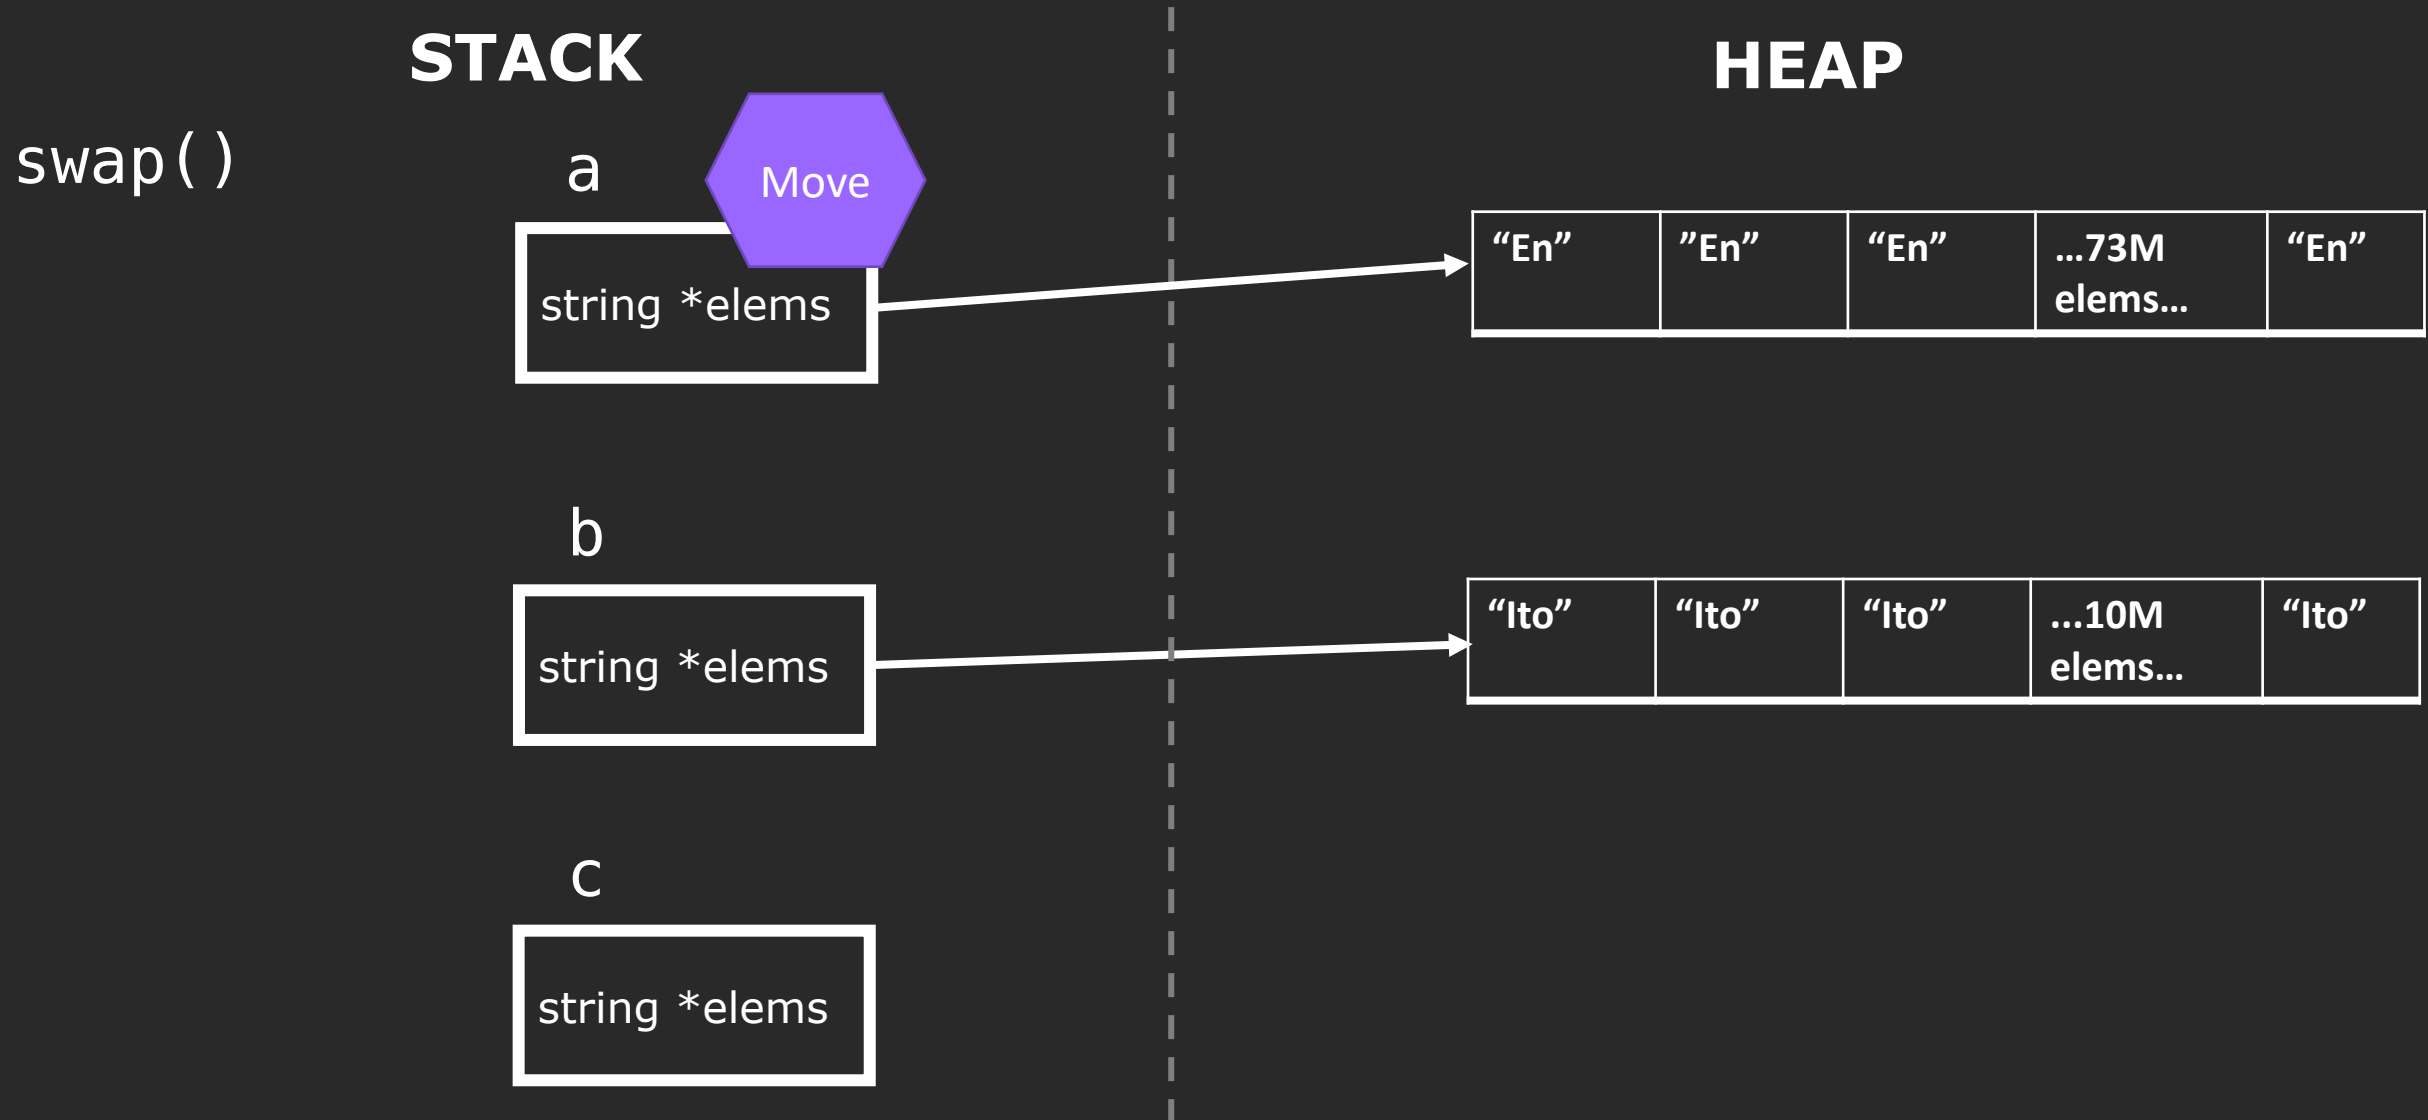 STACK
HEAP
swap()
a
Move
string *elems
“En” ”En” “En” …73M elems… “En”
b
string *elems
“Ito” “Ito” “Ito” …10M elems… “Ito”
c
string *elems